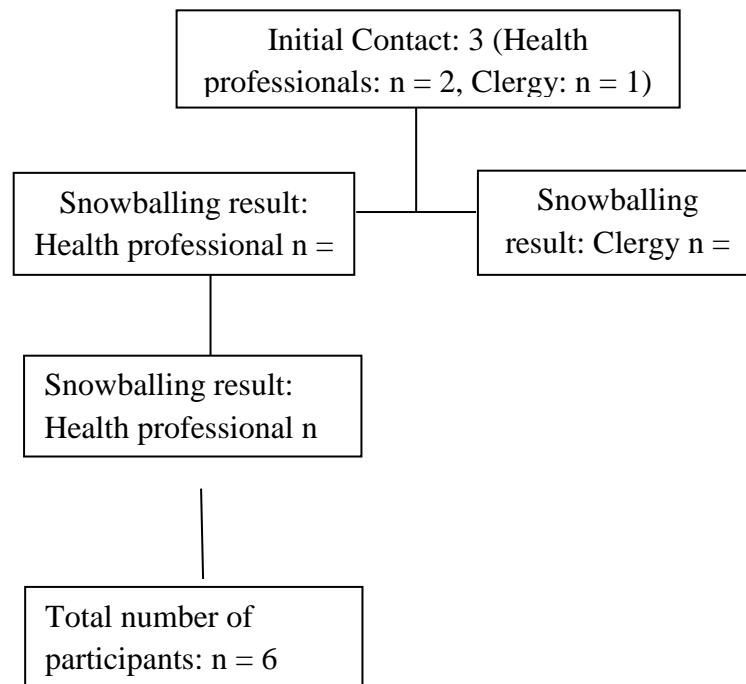 Initial Contact: 3 (Health
professionals: n = 2, Clergy: n = 1)
Snowballing result:
Health professional n =
Snowballing
result: Clergy n =
Snowballing result:
Health professional n
Total number of
participants: n = 6